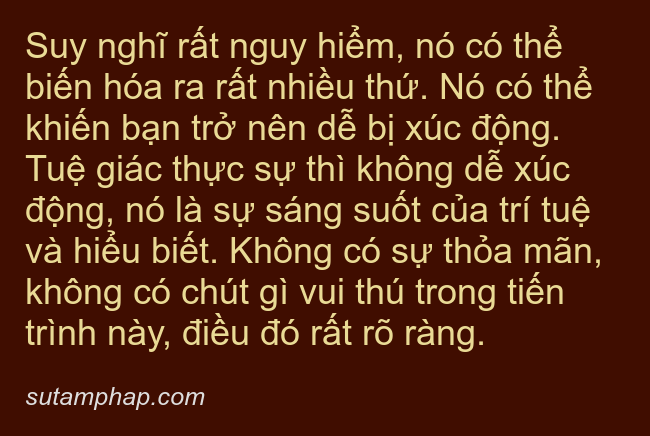 Suy nghĩ rất nguy hiểm, nó có thể
biến hóa ra rất nhiều thứ. Nó có thể
khiến bạn trở nên dễ bị xúc động.
Tuệ giác thực sự thì không dễ xúc
động, nó là sự sáng suốt của trí tuệ
và hiểu biết. Không có sự thỏa mãn,
không có chút gì vui thú trong tiến
trình này, điều đó rất rõ ràng.
sutamphap.com